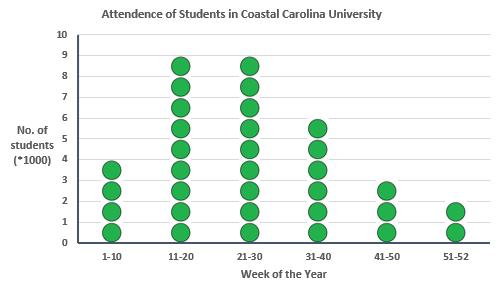 Attendence of Students in Coastal Carolina University
10
9
8
7
6
5
4
3
2
1
0
No. of
students
(*1000)
1-10 11-20 21-30 31-40 41-50 51-52
Week of the Year